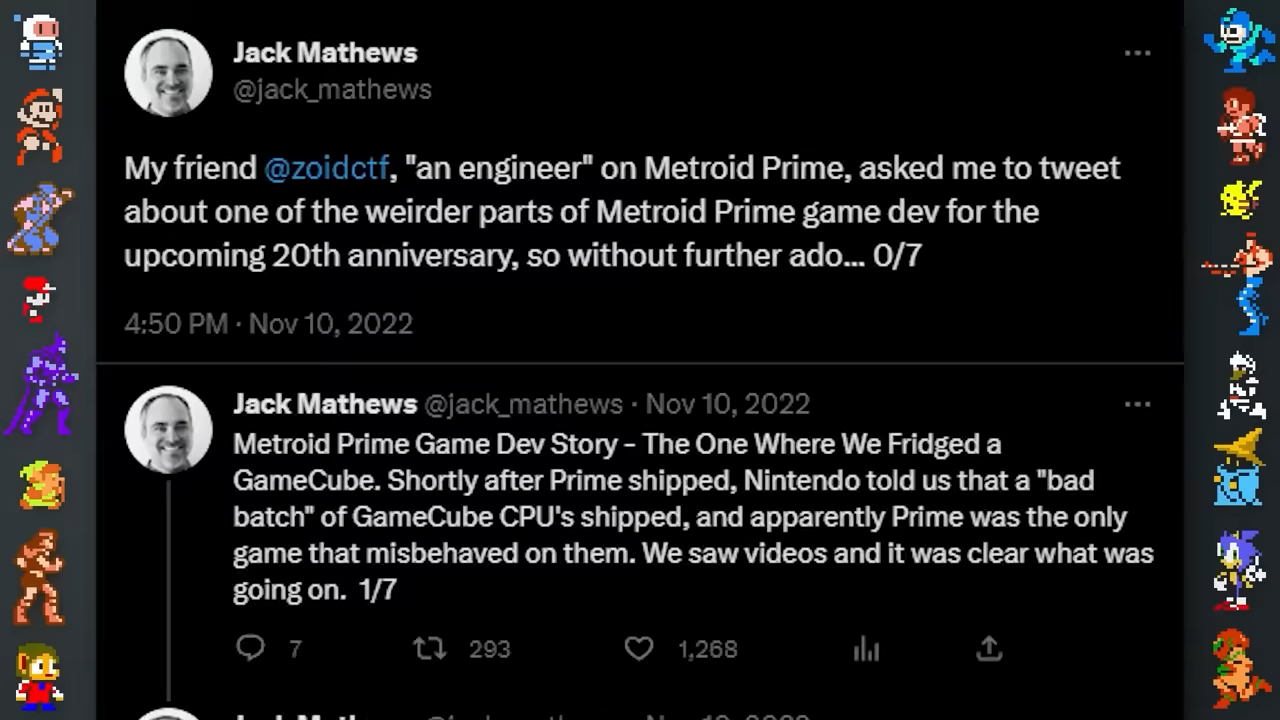 Jack Mathews
@jack_mathews
My friend @zoidctf, "an engineer" on Metroid Prime, asked me to tweet
about one of the weirder parts of Metroid Prime game dev for the
upcoming 20th anniversary, so without further ado... 0/7
4:50 PM · Nov 10, 2022
Jack Mathews @jack_mathews · Nov 10, 2022
Metroid Prime Game Dev Story - The One Where We Fridged a
GameCube. Shortly after Prime shipped, Nintendo told us that a "bad
batch" of GameCube CPU's shipped, and apparently Prime was the only
game that misbehaved on them. We saw videos and it was clear what was
going on. 1/7
7 293 1,268